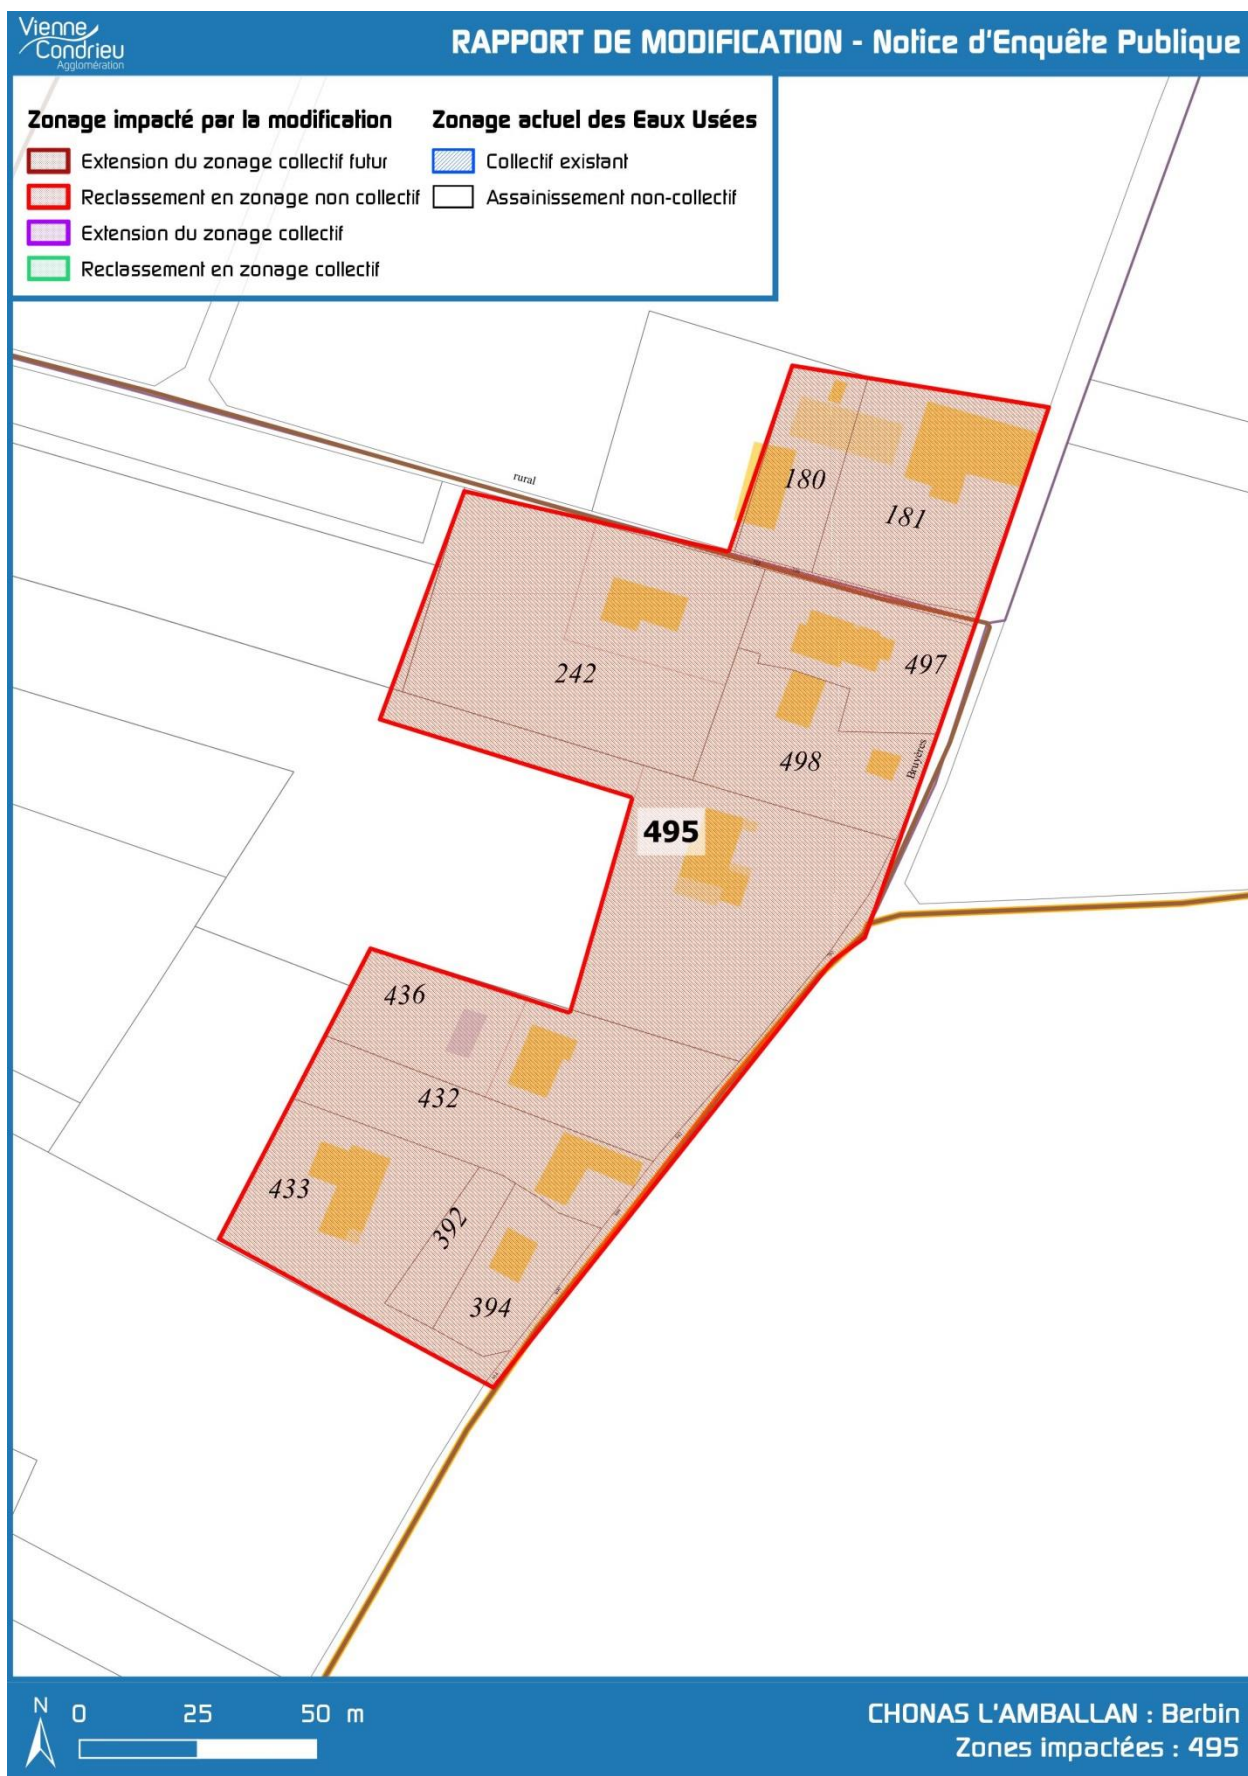 Vienne
Condrieu
Agglomération
RAPPORT DE MODIFICATION - Notice d'Enquête Publique
Zonage impacté par la modification
Extension du zonage collectif futur
Reclassement en zonage non collectif
Extension du zonage collectif
Reclassement en zonage collectif
Zonage actuel des Eaux Usées
Collectif existant
Assainissement non-collectif
rural
180
181
242
497
498
Bruyères
495
436
432
433
392
394
N
0 25 50 m
CHONAS L'AMBALLAN : Berbin
Zones impactées : 495